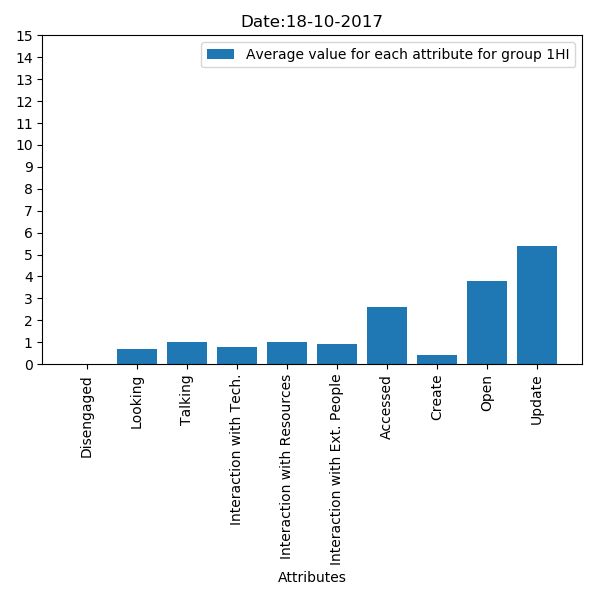 Date:18-10-2017
Average value for each attribute for group 1HI
15
14
13
12
11
10
9
8
7
6
5
4
3
2
1
0
Disengaged
Looking
Talking
Interaction with Tech.
Interaction with Resources
Interaction with Ext. People
Accessed
Create
Open
Update
Attributes